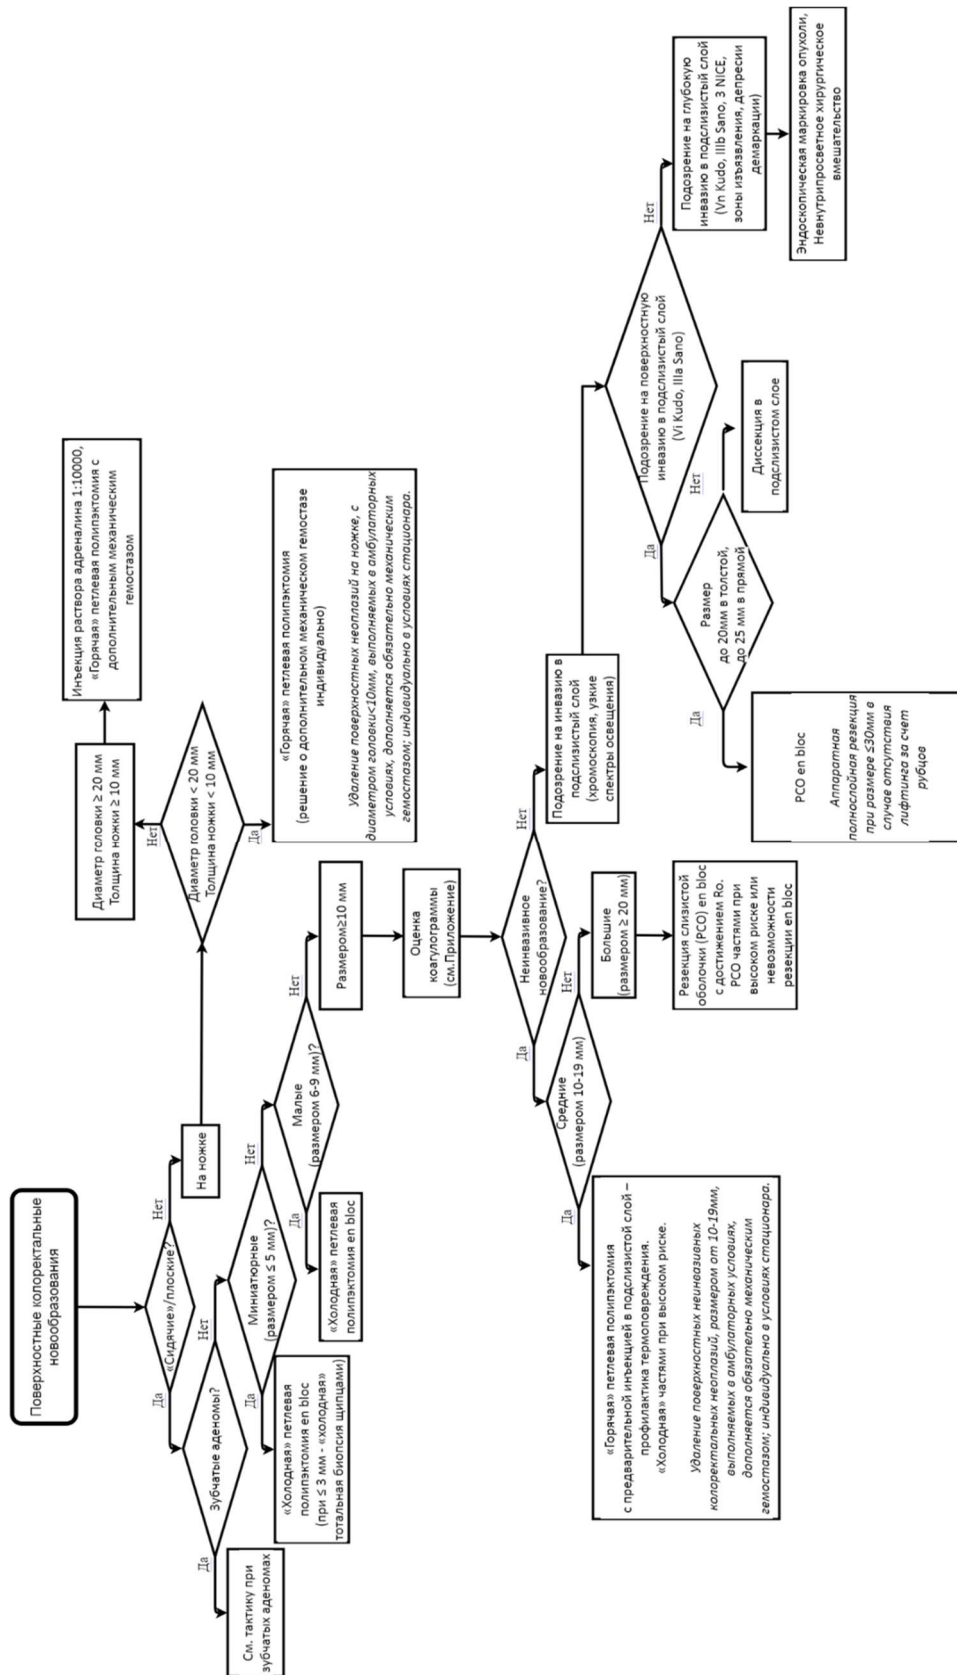 Поверхностные колоректальные
новообразования
«Сидячие»/плоские?
Да
Нет
На ножке
Диаметр головки < 20 мм
Толщина ножки < 10 мм
Нет
Да
Диаметр головки ≥ 20 мм
Толщина ножки ≥ 10 мм
Инъекция раствора адреналина 1:10000,
«Горячая» петлевая полипэктомия с
дополнительным механическим
гемостазом
«Горячая» петлевая полипэктомия
(решение о дополнительном механическом гемостазе
индивидуально)
Удаление поверхностных неоплазий на ножке, с
диаметром головки<10мм, выполняемых в амбулаторных
условиях, дополняется обязательно механическим
гемостазом; индивидуально в условиях стационара.
Зубчатые аденомы?
Да
Нет
См. тактику при
зубчатых аденомах
Миниатюрные
(размером ≤ 5 мм)?
Да
Нет
«Холодная» петлевая
полипэктомия en bloc
(при ≤ 3 мм - «холодная»
тотальная биопсия щипцами)
Малые
(размером 6-9 мм)?
Да
Нет
«Холодная» петлевая
полипэктомия en bloc
Размером≥10 мм
Оценка
коагулограммы
(см.Приложение)
Неинвазивное
новообразование?
Да
Нет
Средние
(размером 10-19 мм)
Да
Нет
«Горячая» петлевая полипэктомия
с предварительной инъекцией в подслизистой слой –
профилактика термоповреждения.
«Холодная» частями при высоком риске.
Удаление поверхностных неинвазивных
колоректальных неоплазий, размером от 10-19мм,
выполняемых в амбулаторных условиях,
дополняется обязательно механическим
гемостазом; индивидуально в условиях стационара.
Большие
(размером ≥ 20 мм)
Резекция слизистой
оболочки (РСО) en bloc
с достижением Ro.
РСО частями при
высоком риске или
невозможности
резекции en bloc
Подозрение на инвазию в
подслизистый слой
(хромоскопия, узкие
спектры освещения)
Подозрение на поверхностную
инвазию в подслизистый слой
(Vi Kudo, IIIa Sano)
Да
Нет
Размер
до 20мм в толстой,
до 25 мм в прямой
Да
Нет
РСО en bloc
Аппаратная
полнослойная резекция
при размере ≤30мм в
случае отсутствия
лифтинга за счет
рубцов
Диссекция в
подслизистом слое
Подозрение на глубокую
инвазию в подслизистый слой
(Vn Kudo, IIIb Sano, 3 NICE,
зоны изъязвления, депресии
демаркации)
Эндоскопическая маркировка опухоли,
Невнутрипросветное хирургическое
вмешательство